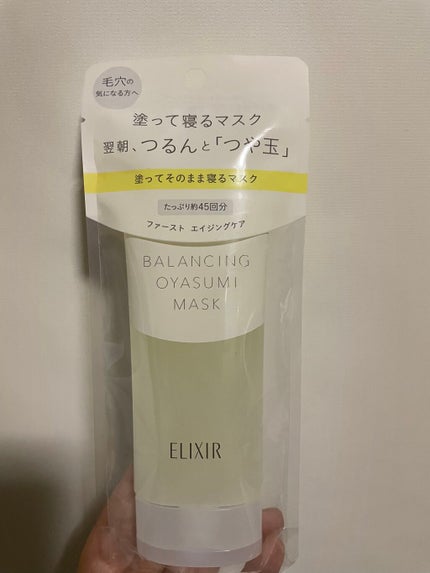 毛穴の
気になる方へ
塗って寝るマスク
翌朝、つるんと「つや玉」
塗ってそのまま寝るマスク
たっぷり約45回分
ファースト エイジングケア
BALANCING
OYASUMI
MASK
ELIXIR